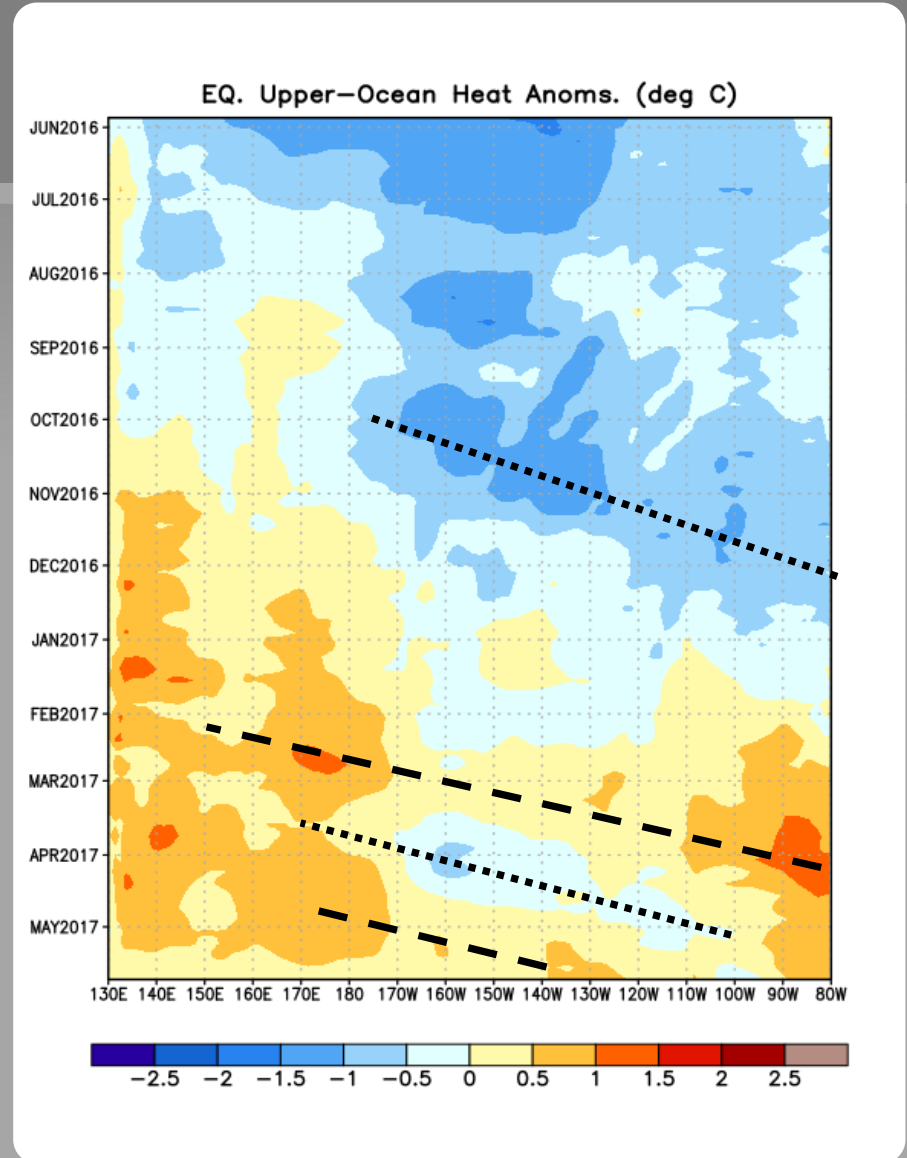 EQ. Upper-Ocean Heat Anoms. (deg C)
JUN2016
JUL2016
AUG2016
SEP2016
OCT2016
NOV2016
DEC2016
JAN2017
FEB2017
MAR2017
APR2017
MAY2017
130E 140E 150E 160E 170E 180 170W 160W 150W 140W 130W 120W 110W 100W 90W 80W
-2.5 -2 -1.5 -1 -0.5 0 0.5 1 1.5 2 2.5